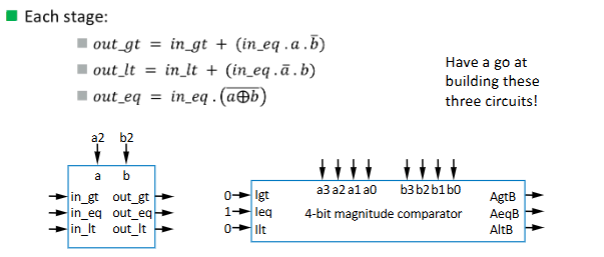 Each stage:
out_gt = in_gt + (in_eq .a .b̄)
out_lt = in_lt + (in_eq .ā .b)
out_eq = in_eq .(a̅⊕̅b̅)
Have a go at
building these
three circuits!
a2 b2
a b
in_gt out_gt
in_eq out_eq
in_lt out_lt
a3 a2 a1 a0 b3 b2 b1 b0
0 Igt AgtB
1 Ieq 4-bit magnitude comparator AeqB
0 Ilt AltB